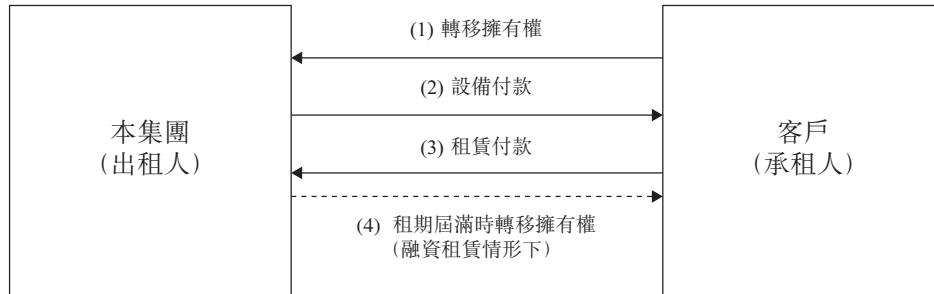 (1) 轉移擁有權
(2) 設備付款
本集團
(出租人)
(3) 租賃付款
客戶
(承租人)
(4) 租期屆滿時轉移擁有權
(融資租賃情形下)